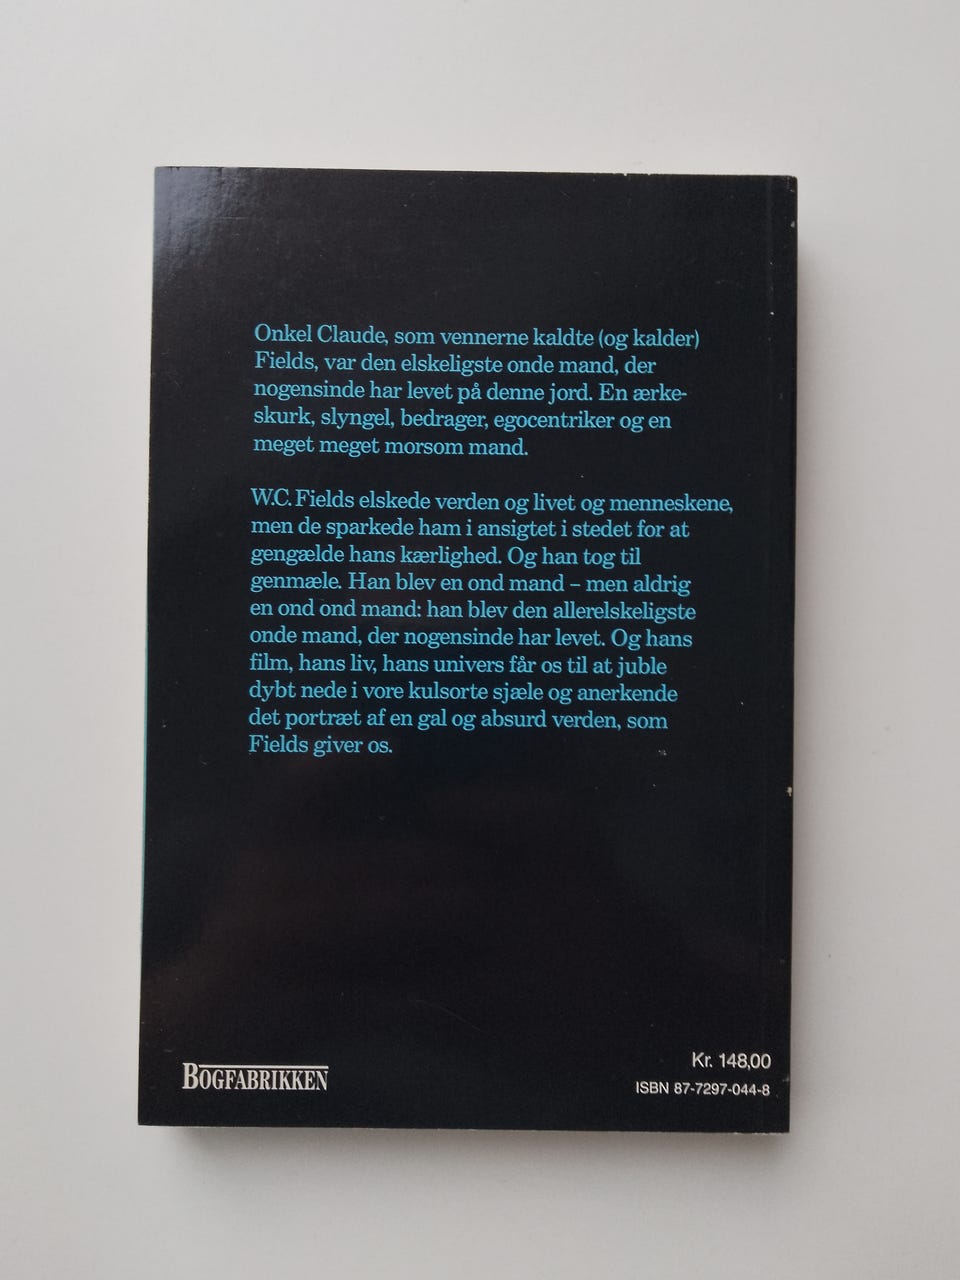 Onkel Claude, som vennerne kaldte (og kalder)
Fields, var den elskeligste onde mand, der
nogensinde har levet på denne jord. En ærke-
skurk, slyngel, bedrager, egocentriker og en
meget meget morsom mand.
W.C. Fields elskede verden og livet og menneskene,
men de sparkede ham i ansigtet i stedet for at
gengælde hans kærlighed. Og han tog til
genmæle. Han blev en ond mand – men aldrig
en ond ond mand: han blev den allerelskeligste
onde mand, der nogensinde har levet. Og hans
film, hans liv, hans univers får os til at juble
dybt nede i vore kulsorte sjæle og anerkende
det portræt af en gal og absurd verden, som
Fields giver os.
BOGFABRIKKEN
Kr. 148,00
ISBN 87-7297-044-8